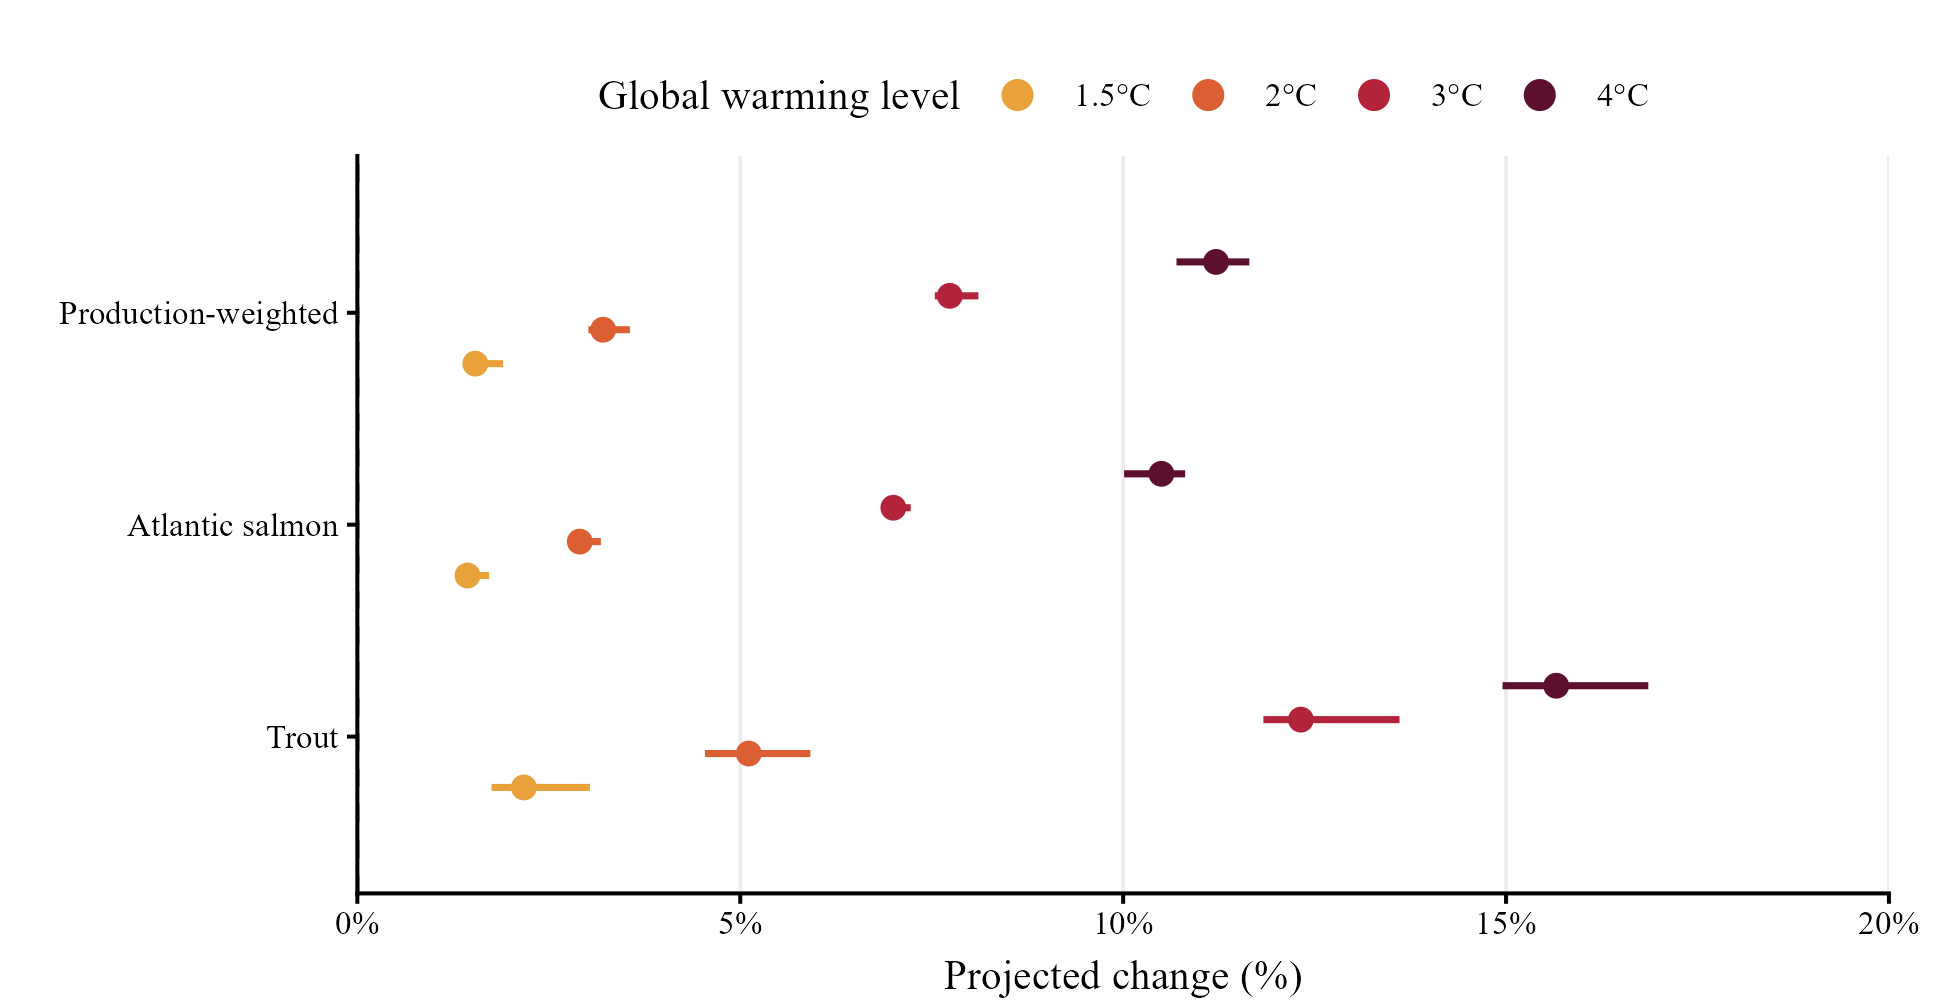 Global warming level 1.5°C 2°C 3°C 4°C
Production-weighted
Atlantic salmon
Trout
0% 5% 10% 15% 20%
Projected change (%)